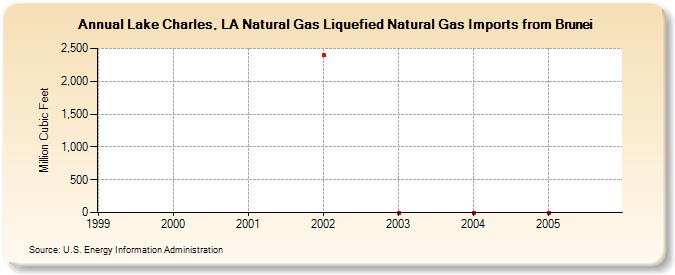 Annual Lake Charles, LA Natural Gas Liquefied Natural Gas Imports from Brunei
Million Cubic Feet
2,500
2,000
1,500
1,000
500
0
1999 2000 2001 2002 2003 2004 2005
Source: U.S. Energy Information Administration